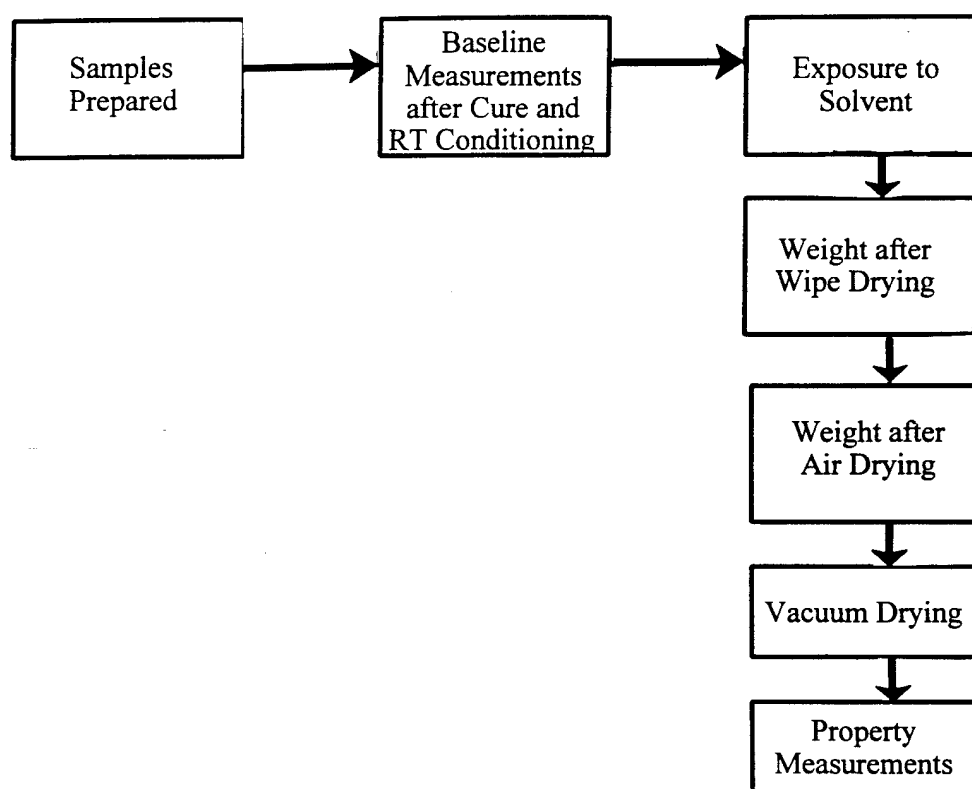 Samples
Prepared
Baseline
Measurements
after Cure and
RT Conditioning
Exposure to
Solvent
Weight after
Wipe Drying
Weight after
Air Drying
Vacuum Drying
Property
Measurements